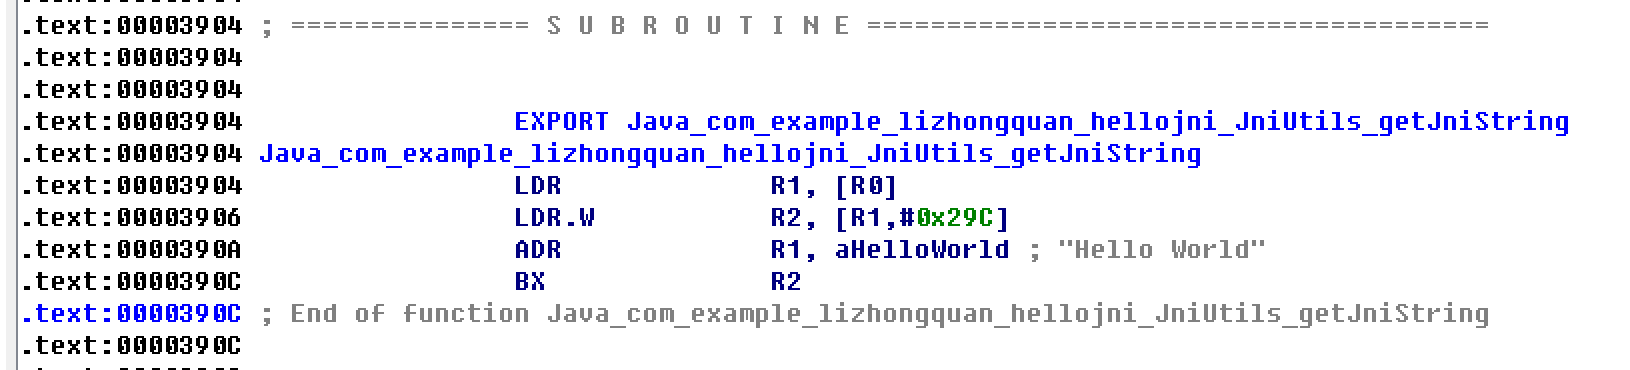 .text:00003904 ; =============== S U B R O U T I N E =======================================
.text:00003904
.text:00003904
.text:00003904 EXPORT Java_com_example_lizhongquan_hellojni_JniUtils_getJniString
.text:00003904 Java_com_example_lizhongquan_hellojni_JniUtils_getJniString
.text:00003904 LDR R1, [R0]
.text:00003906 LDR.W R2, [R1,#0x29C]
.text:0000390A ADR R1, aHelloWorld ; "Hello World"
.text:0000390C BX R2
.text:0000390C ; End of function Java_com_example_lizhongquan_hellojni_JniUtils_getJniString
.text:0000390C